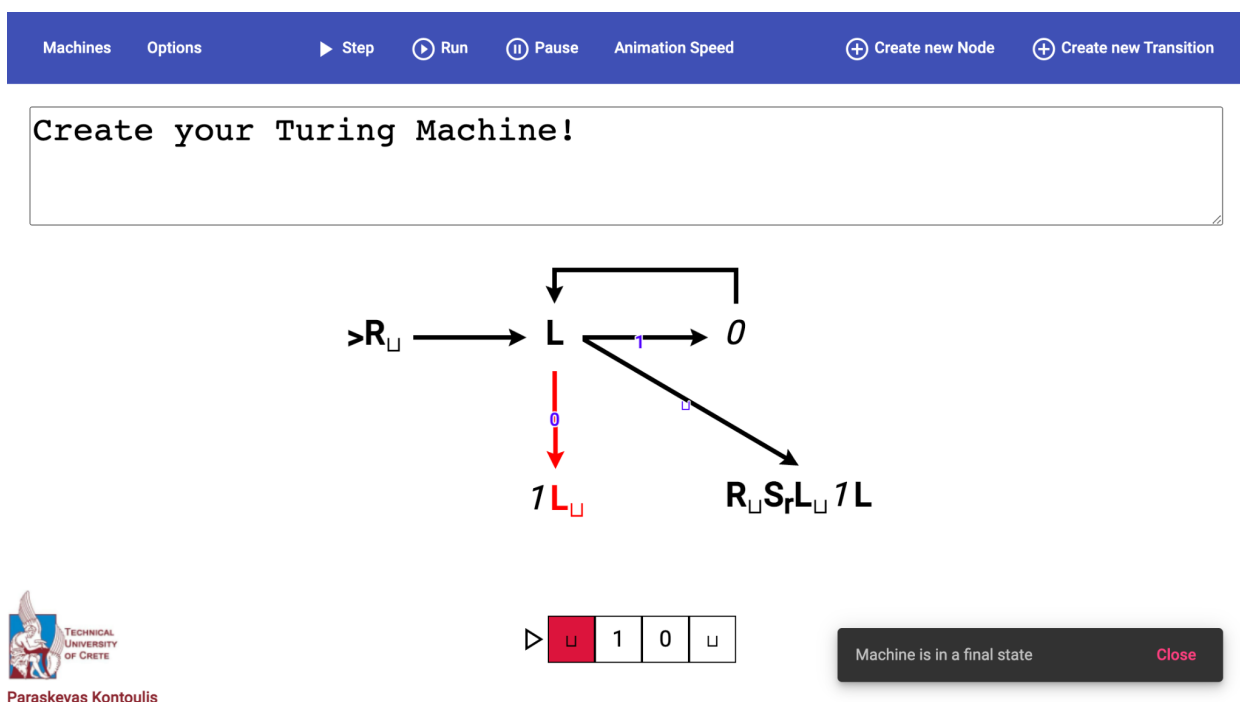 Machines Options Step Run Pause Animation Speed Create new Node Create new Transition
Create your Turing Machine!
>R⊔ L 1 0
0 ⊔
1L⊔ R⊔SrL⊔1L
⊔ 1 0 ⊔
TECHNICAL
UNIVERSITY
OF CRETE
Machine is in a final state Close
Paraskevas Kontoulis